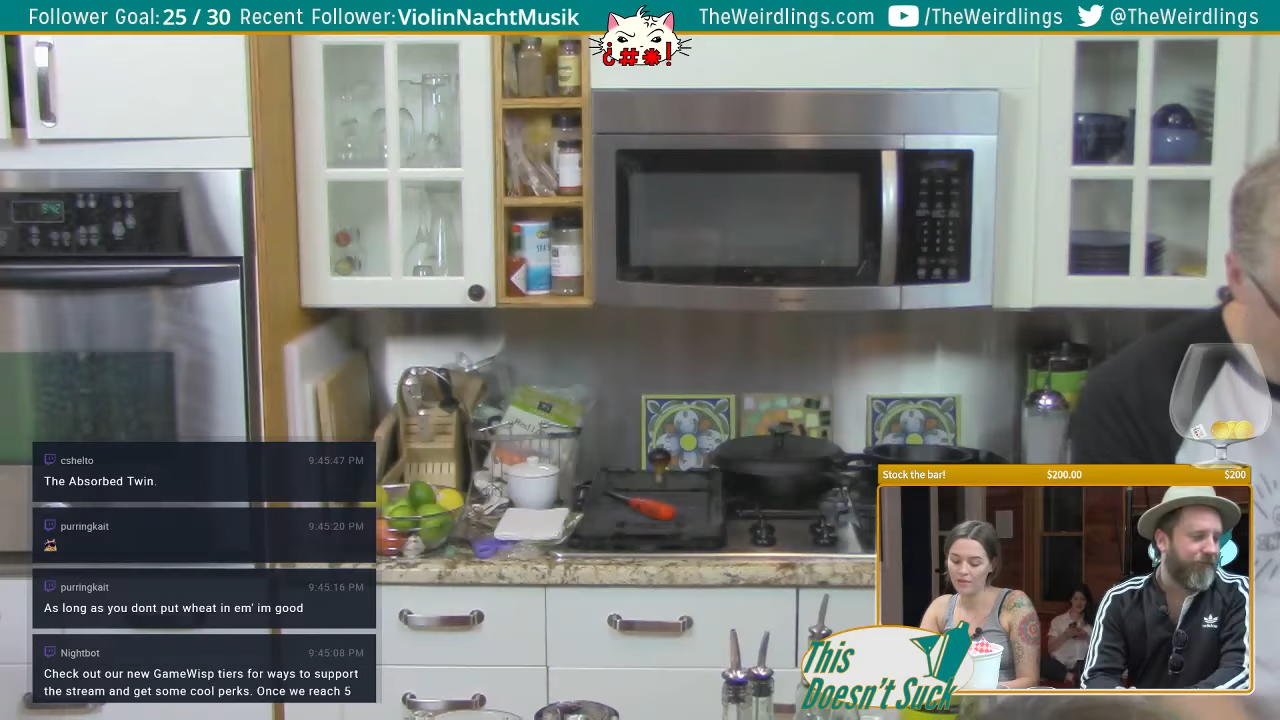 Follower Goal: 25 / 30 Recent Follower: ViolinNachtMusik
¿#*!
TheWeirdlings.com /TheWeirdlings @TheWeirdlings
cshelto 9:45:47 PM
The Absorbed Twin.
purringkait 9:45:20 PM
purringkait 9:45:16 PM
As long as you dont put wheat in em' im good
Nightbot 9:45:08 PM
Check out our new GameWisp tiers for ways to support
the stream and get some cool perks. Once we reach 5
Stock the bar! $200.00 $200
adidas
This
Doesn't Suck